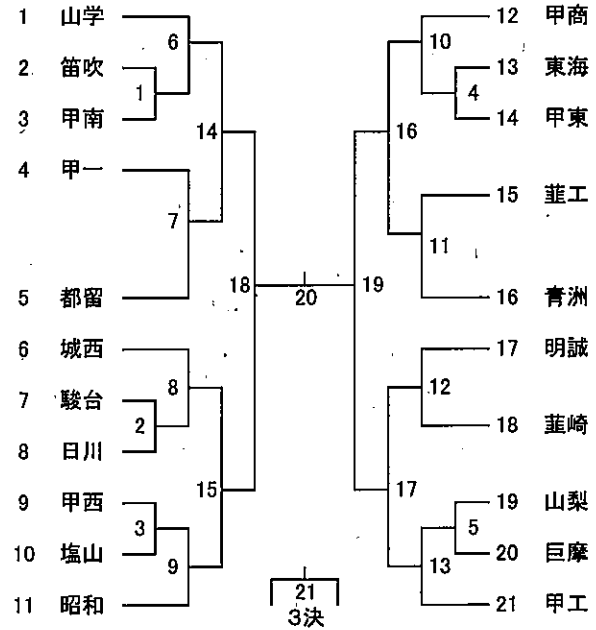 1 山学
2 笛吹
3 甲南
4 甲一
5 都留
6 城西
7 駿台
8 日川
9 甲西
10 塩山
11 昭和
6
1
14
7
18
8
2
15
3
9
20
21
3決
12 甲商
13 東海
14 甲東
15 韮工
16 青洲
17 明誠
18 韮崎
19 山梨
20 巨摩
21 甲工
10
4
16
11
19
12
17
5
13